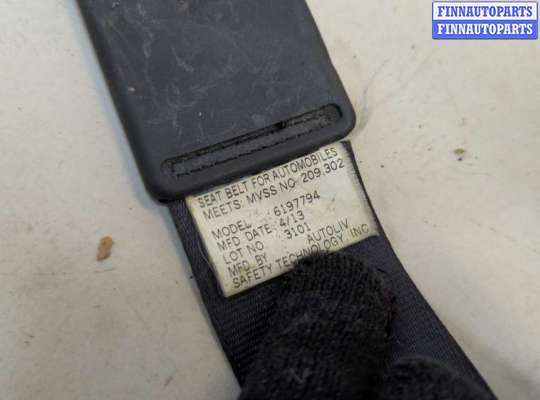 FINNAUTOPARTS
FINNAUTOPARTS
SEAT BELT FOR AUTOMOBILES
MEETS: MVSS NO 209.302
MODEL : 6197794
MFD DATE: 4/13
LOT NO : 3101
MFD BY AUTOLIV
SAFETY TECHNOLOGY, INC